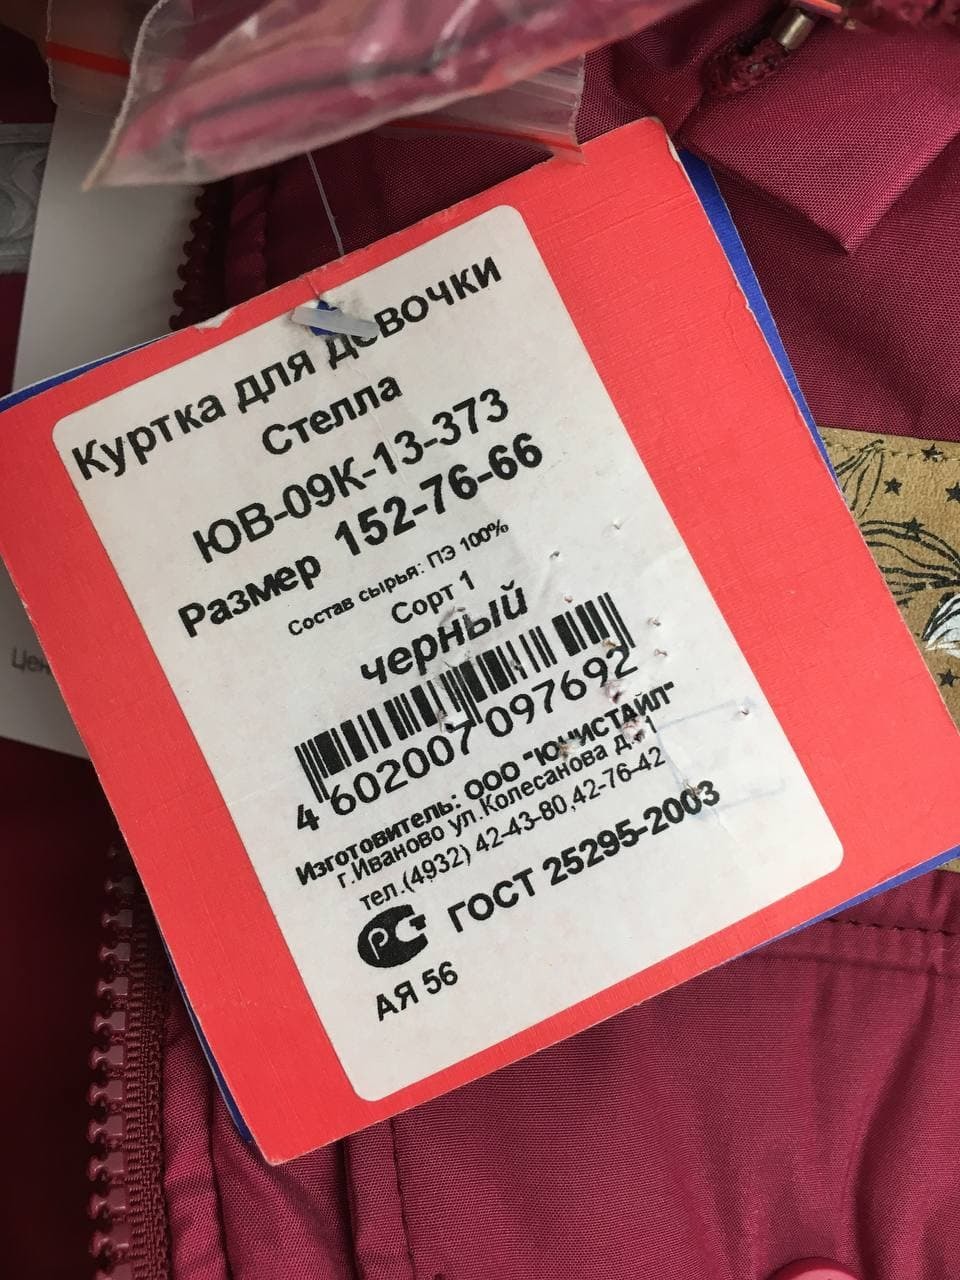 Куртка для девочки
Стелла
ЮВ-09К-13-373
Размер 152-76-66
Состав сырья: ПЭ 100%
Сорт 1
черный
4 602007 097692
Изготовитель: ООО "ЮНИСТАЙЛ"
г.Иваново ул.Колесанова д. 1
тел.(4932) 42-43-80,42-76-42
РСТ ГОСТ 25295-2003
АЯ 56